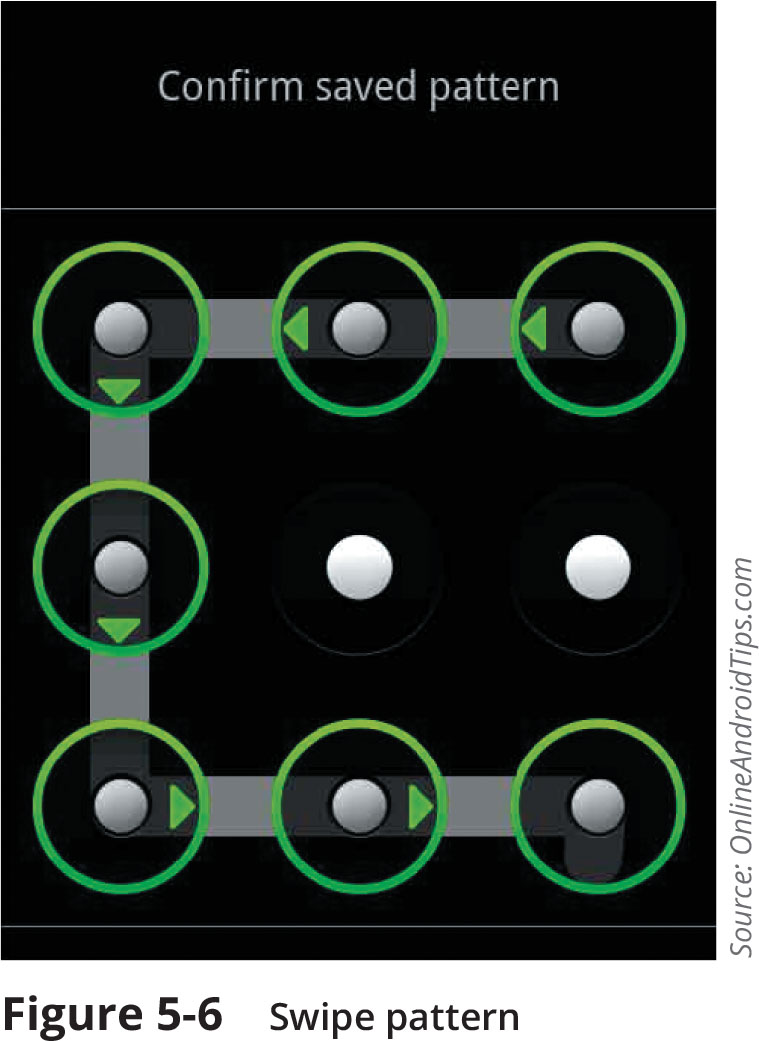 Confirm saved pattern
Source: OnlineAndroidTips.com
Figure 5-6 Swipe pattern